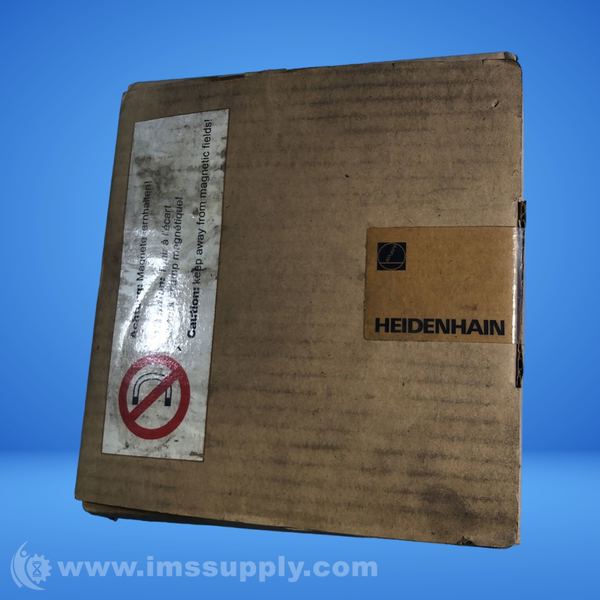 Achtung: Magnete fernhalten!
à l'écart
magnétique!
Caution: keep away from magnetic fields!
HEIDENHAIN
www.imssupply.com